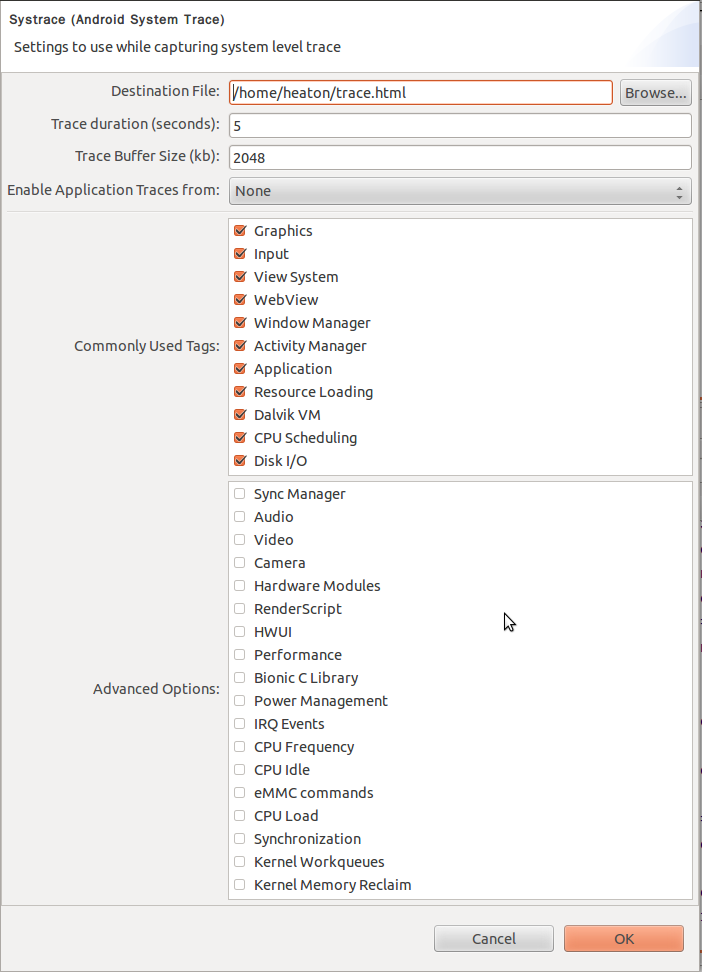 Systrace (Android System Trace)
Settings to use while capturing system level trace
Destination File: /home/heaton/trace.html Browse...
Trace duration (seconds): 5
Trace Buffer Size (kb): 2048
Enable Application Traces from: None
Commonly Used Tags:
Graphics
Input
View System
WebView
Window Manager
Activity Manager
Application
Resource Loading
Dalvik VM
CPU Scheduling
Disk I/O
Advanced Options:
Sync Manager
Audio
Video
Camera
Hardware Modules
RenderScript
HWUI
Performance
Bionic C Library
Power Management
IRQ Events
CPU Frequency
CPU Idle
eMMC commands
CPU Load
Synchronization
Kernel Workqueues
Kernel Memory Reclaim
Cancel OK